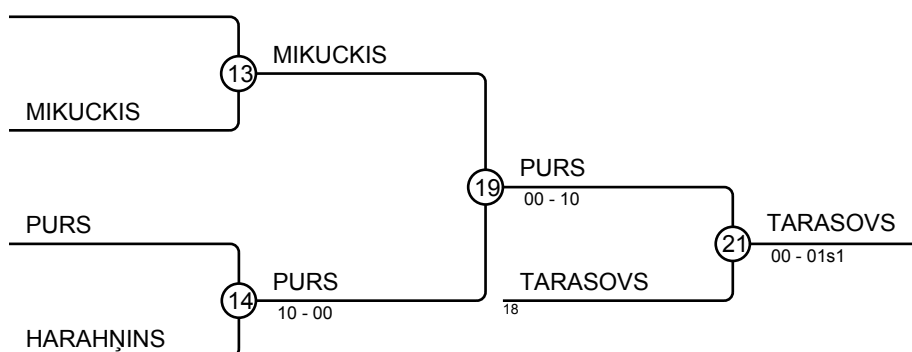 13
MIKUCKIS
MIKUCKIS
19
PURS
00 - 10
PURS
21
TARASOVS
00 - 01s1
14
PURS
10 - 00
TARASOVS
18
HARAHŅINS